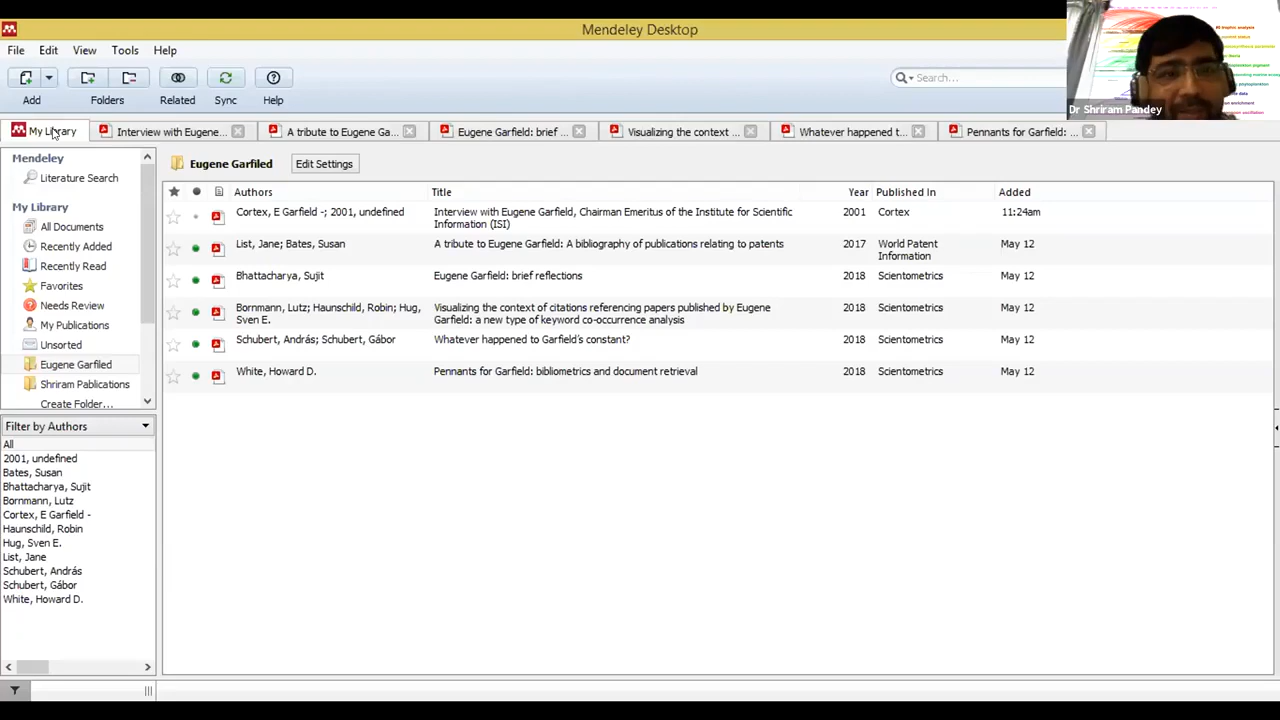 Mendeley Desktop
File Edit View Tools Help
Search...
Add Folders Related Sync Help
Dr Shriram Pandey
My Library Interview with Eugene... A tribute to Eugene Ga... Eugene Garfield: brie... Visualizing the context ... Whatever happened t... Pennants for Garfield: ...
Mendeley
Literature Search
My Library
All Documents
Recently Added
Recently Read
Favorites
Needs Review
My Publications
Unsorted
Eugene Garfiled
Shriram Pablications
Create Folder...
Filter by Authors
All
2001, undefined
Bates, Susan
Bhattacharya, Sujit
Bornmann, Lutz
Cortex, E Garfield -
Haunschild, Robin
Hug, Sven E.
List, Jane
Schubert, András
Schubert, Gábor
White, Howard D.
Eugene Garfiled Edit Settings
Authors Title Year Published In Added
Cortex, E Garfield -; 2001, undefined Interview with Eugene Garfield, Chairman Emeritus of the Institute for Scientific 2001 Cortex 11:24am
Information (ISI)
List, Jane; Bates, Susan A tribute to Eugene Garfield: A bibliography of publications relating to patents 2017 World Patent May 12
Information
Bhattacharya, Sujit Eugene Garfield: brief reflections 2018 Scientometrics May 12
Bornmann, Lutz; Haunschild, Robin; Hug, Visualizing the context of citations referencing papers published by Eugene 2018 Scientometrics May 12
Sven E. Garfield: a new type of keyword co-occurrence analysis
Schubert, András; Schubert, Gábor Whatever happened to Garfield's constant? 2018 Scientometrics May 12
White, Howard D. Pennants for Garfield: bibliometrics and document retrieval 2018 Scientometrics May 12